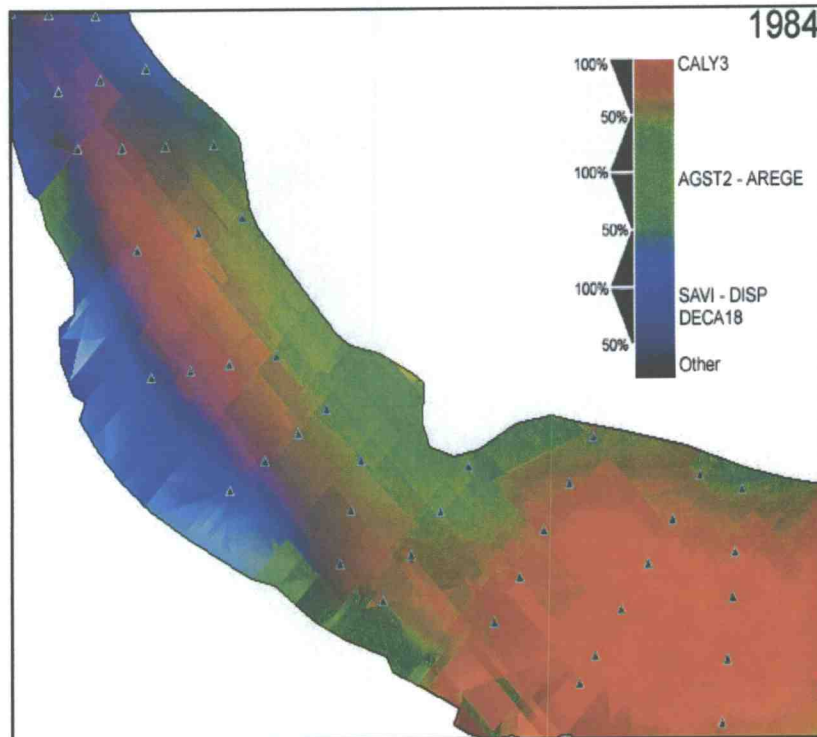 1984
100%
CALY3
50%
100%
AGST2 - AREGE
50%
100%
SAVI - DISP
DECA18
50%
Other